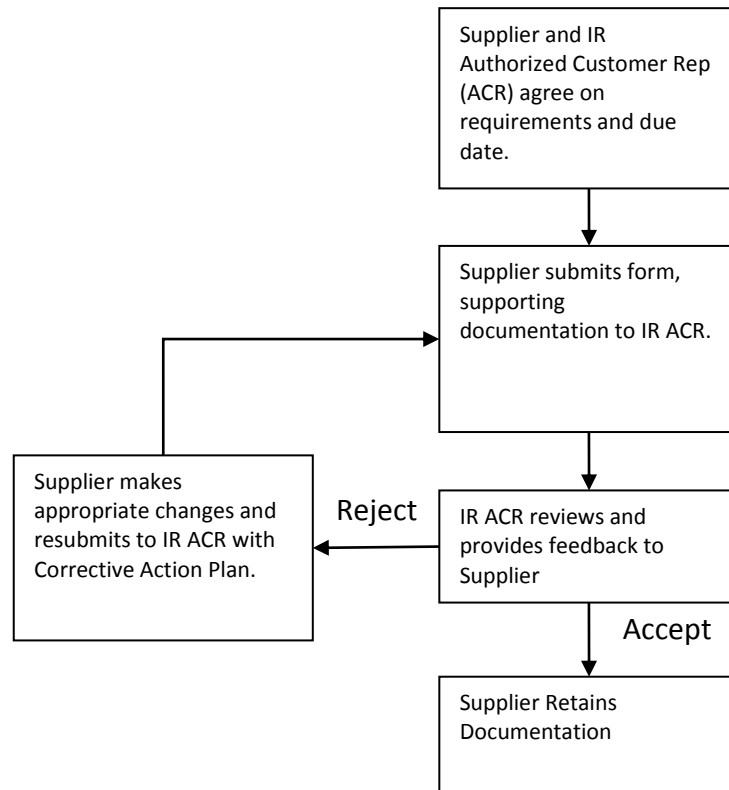 Supplier and IR
Authorized Customer Rep
(ACR) agree on
requirements and due
date.
Supplier submits form,
supporting
documentation to IR ACR.
Supplier makes
appropriate changes and
resubmits to IR ACR with
Corrective Action Plan.
Reject
IR ACR reviews and
provides feedback to
Supplier
Accept
Supplier Retains
Documentation